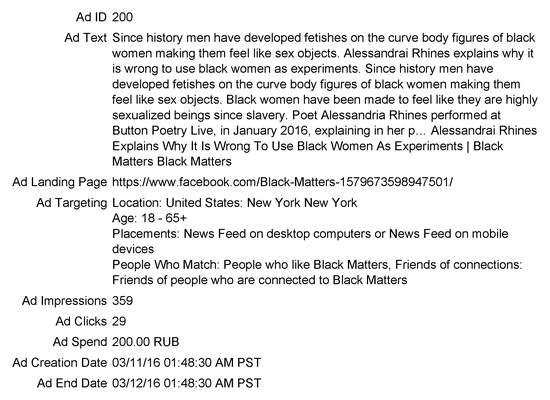 Ad ID 200
Ad Text Since history men have developed fetishes on the curve body figures of black
women making them feel like sex objects. Alessandrai Rhines explains why it
is wrong to use black women as experiments. Since history men have
developed fetishes on the curve body figures of black women making them
feel like sex objects. Black women have been made to feel like they are highly
sexualized beings since slavery. Poet Alessandria Rhines performed at
Button Poetry Live, in January 2016, explaining in her p... Alessandria Rhines
Explains Why It Is Wrong To Use Black Women As Experiments | Black
Matters Black Matters
Ad Landing Page https://www.facebook.com/Black-Matters-1579673598947501/
Ad Targeting Location: United States: New York New York
Age: 18 - 65+
Placements: News Feed on desktop computers or News Feed on mobile
devices
People Who Match: People who like Black Matters, Friends of connections:
Friends of people who are connected to Black Matters
Ad Impressions 359
Ad Clicks 29
Ad Spend 200.00 RUB
Ad Creation Date 03/11/16 01:48:30 AM PST
Ad End Date 03/12/16 01:48:30 AM PST